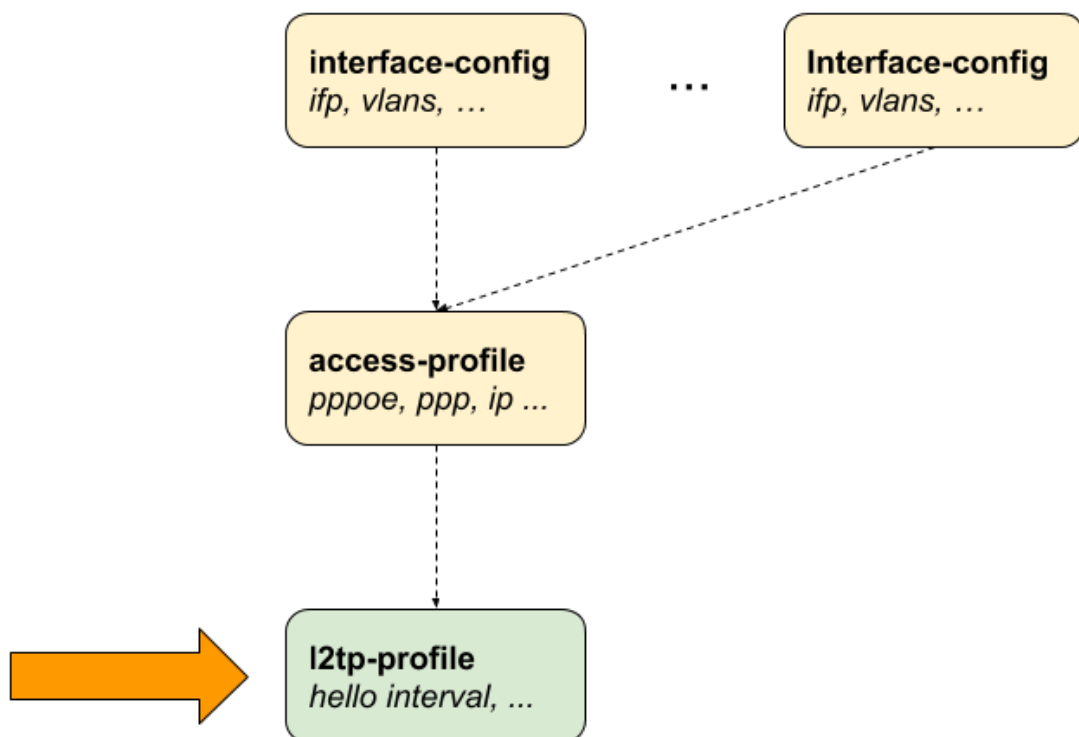 interface-config
ifp, vlans, …
...
Interface-config
ifp, vlans, …
access-profile
pppoe, ppp, ip ...
l2tp-profile
hello interval, ...